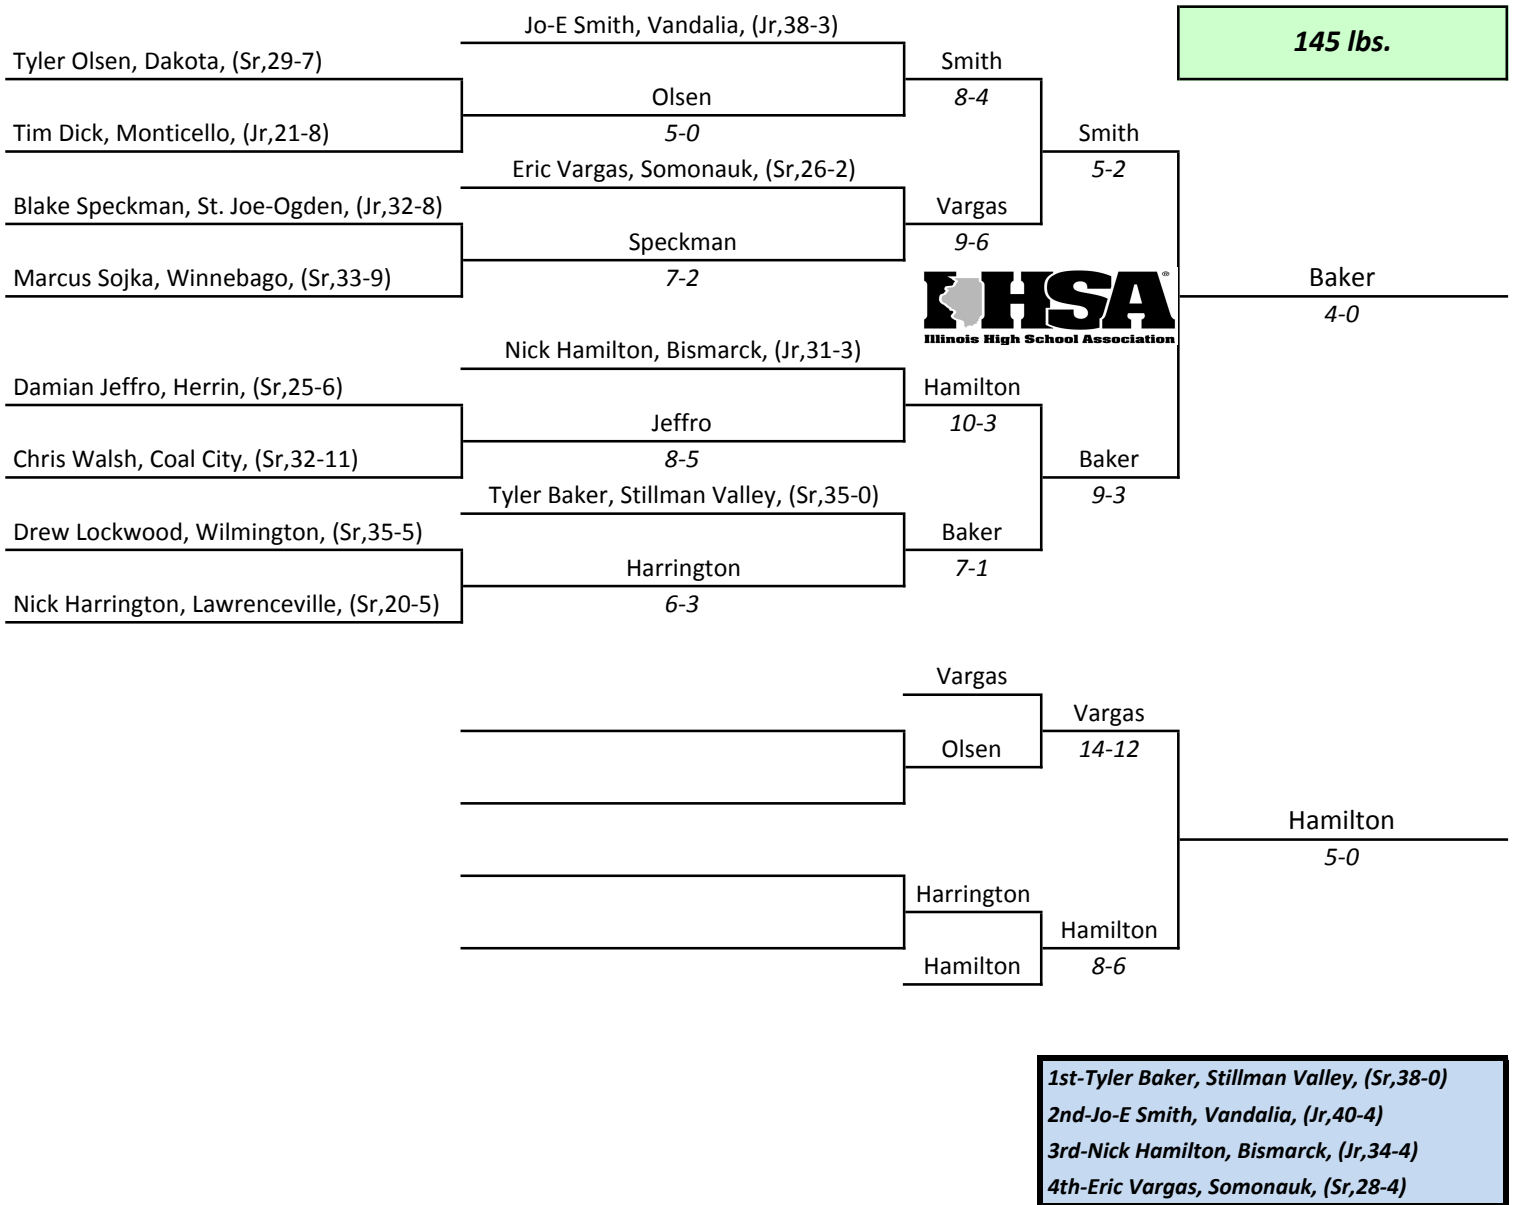 Jo-E Smith, Vandalia, (Jr,38-3)
145 lbs.
Tyler Olsen, Dakota, (Sr,29-7)
Smith
Olsen
8-4
Tim Dick, Monticello, (Jr,21-8)
5-0
Smith
Eric Vargas, Somonauk, (Sr,26-2)
5-2
Blake Speckman, St. Joe-Ogden, (Jr,32-8)
Vargas
Speckman
9-6
Marcus Sojka, Winnebago, (Sr,33-9)
7-2
IHSA®
Baker
4-0
Illinois High School Association
Nick Hamilton, Bismarck, (Jr,31-3)
Damian Jeffro, Herrin, (Sr,25-6)
Hamilton
Jeffro
10-3
Chris Walsh, Coal City, (Sr,32-11)
8-5
Baker
Tyler Baker, Stillman Valley, (Sr,35-0)
9-3
Drew Lockwood, Wilmington, (Sr,35-5)
Baker
Harrington
7-1
Nick Harrington, Lawrenceville, (Sr,20-5)
6-3
Vargas
Vargas
Olsen
14-12
Hamilton
5-0
Harrington
Hamilton
Hamilton
8-6
1st-Tyler Baker, Stillman Valley, (Sr,38-0)
2nd-Jo-E Smith, Vandalia, (Jr,40-4)
3rd-Nick Hamilton, Bismarck, (Jr,34-4)
4th-Eric Vargas, Somonauk, (Sr,28-4)